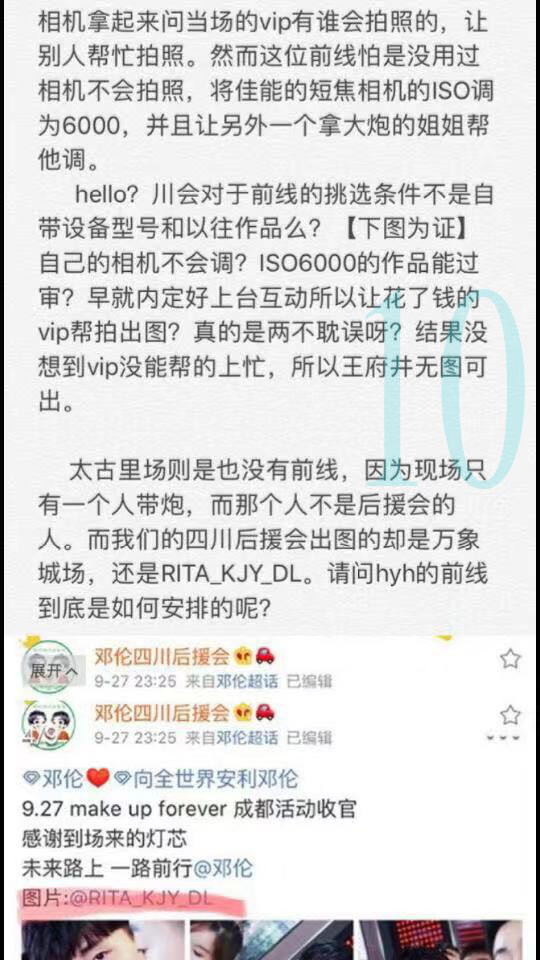 相机拿起来问当场的vip有谁会拍照的，让
别人帮忙拍照。然而这位前线怕是没用过
相机不会拍照，将佳能的短焦相机的ISO调
为6000，并且让另外一个拿大炮的姐姐帮
他调。
hello？川会对于前线的挑选条件不是自
带设备型号和以往作品么？【下图为证】
自己的相机不会调？ISO6000的作品能过
审？早就内定好上台互动所以让花了钱的
vip帮拍出图？真的是两不耽误呀？结果没
想到vip没能帮的上忙，所以王府井无图可
出。
10
太古里场则是也没有前线，因为现场只
有一个人带炮，而那个人不是后援会的
人。而我们的四川后援会出图的却是万象
城场，还是RITA_KJY_DL。请问hyh的前线
到底是如何安排的呢？
邓伦四川后援会
展开
9-27 23:25 来自邓伦超话 已编辑
邓伦四川后援会
9-27 23:25 来自邓伦超话 已编辑
邓伦❤️向全世界安利邓伦
9.27 make up forever 成都活动收官
感谢到场来的灯芯
未来路上 一路前行@邓伦
图片:@RITA_KJY_DL